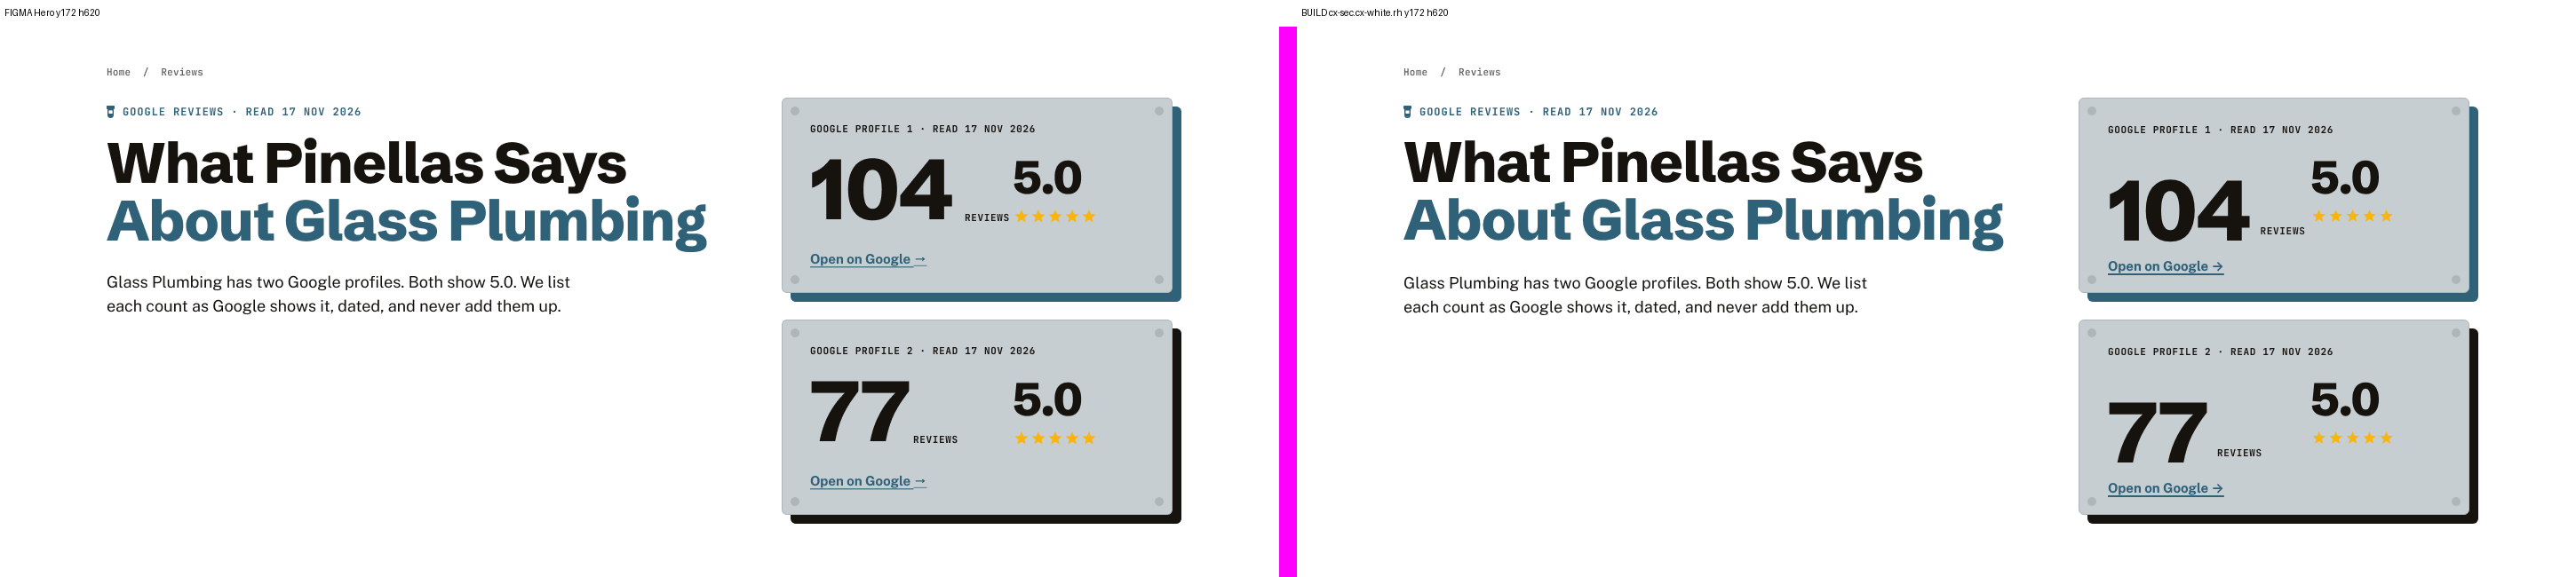 FIGMA Hero y172 h620
Home / Reviews
GOOGLE REVIEWS · READ 17 NOV 2026
What Pinellas Says
About Glass Plumbing
Glass Plumbing has two Google profiles. Both show 5.0. We list
each count as Google shows it, dated, and never add them up.
GOOGLE PROFILE 1 · READ 17 NOV 2026
104 REVIEWS 5.0
Open on Google →
GOOGLE PROFILE 2 · READ 17 NOV 2026
77 REVIEWS 5.0
Open on Google →
BUILD cx-sec.cx-white.rh y172 h620
Home / Reviews
GOOGLE REVIEWS · READ 17 NOV 2026
What Pinellas Says
About Glass Plumbing
Glass Plumbing has two Google profiles. Both show 5.0. We list
each count as Google shows it, dated, and never add them up.
GOOGLE PROFILE 1 · READ 17 NOV 2026
104 REVIEWS 5.0
Open on Google →
GOOGLE PROFILE 2 · READ 17 NOV 2026
77 REVIEWS 5.0
Open on Google →